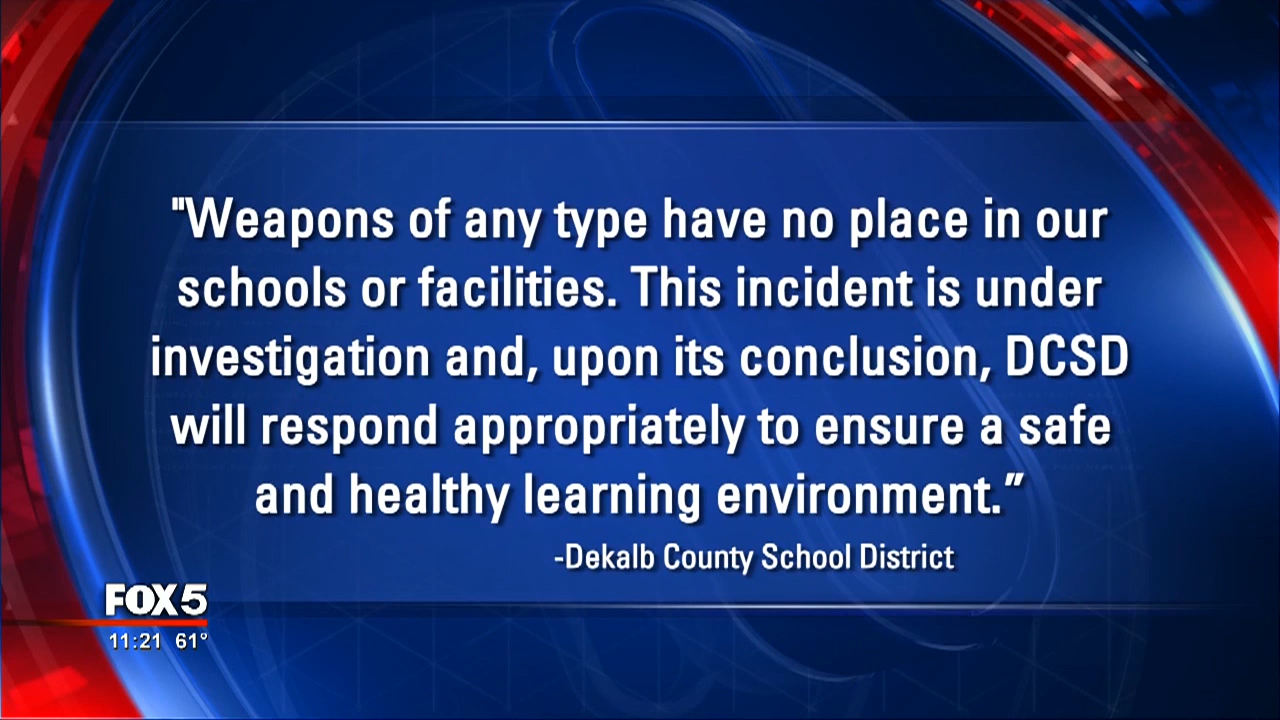 "Weapons of any type have no place in our
schools or facilities. This incident is under
investigation and, upon its conclusion, DCSD
will respond appropriately to ensure a safe
and healthy learning environment.”
-Dekalb County School District
FOX 5
11:21 61°